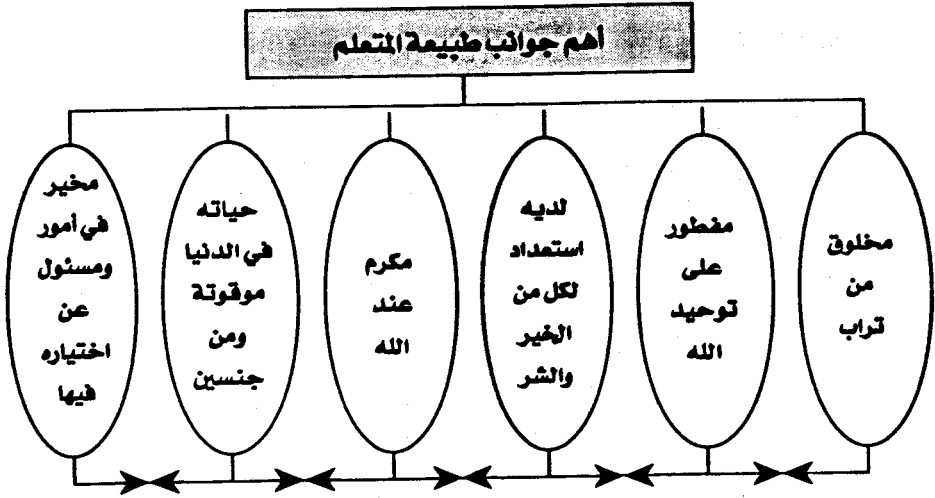 أهم جوانب طبيعة المتعلم
مخلوق
من
تراب
مفطور
على
توحيد
الله
لديه
استعداد
لكل من
الخير
والشر
مكرم
عند
الله
حياته
في الدنيا
موقوتة
ومن
جنسين
مخير
في أمور
ومسئول
عن
اختياره
فيها